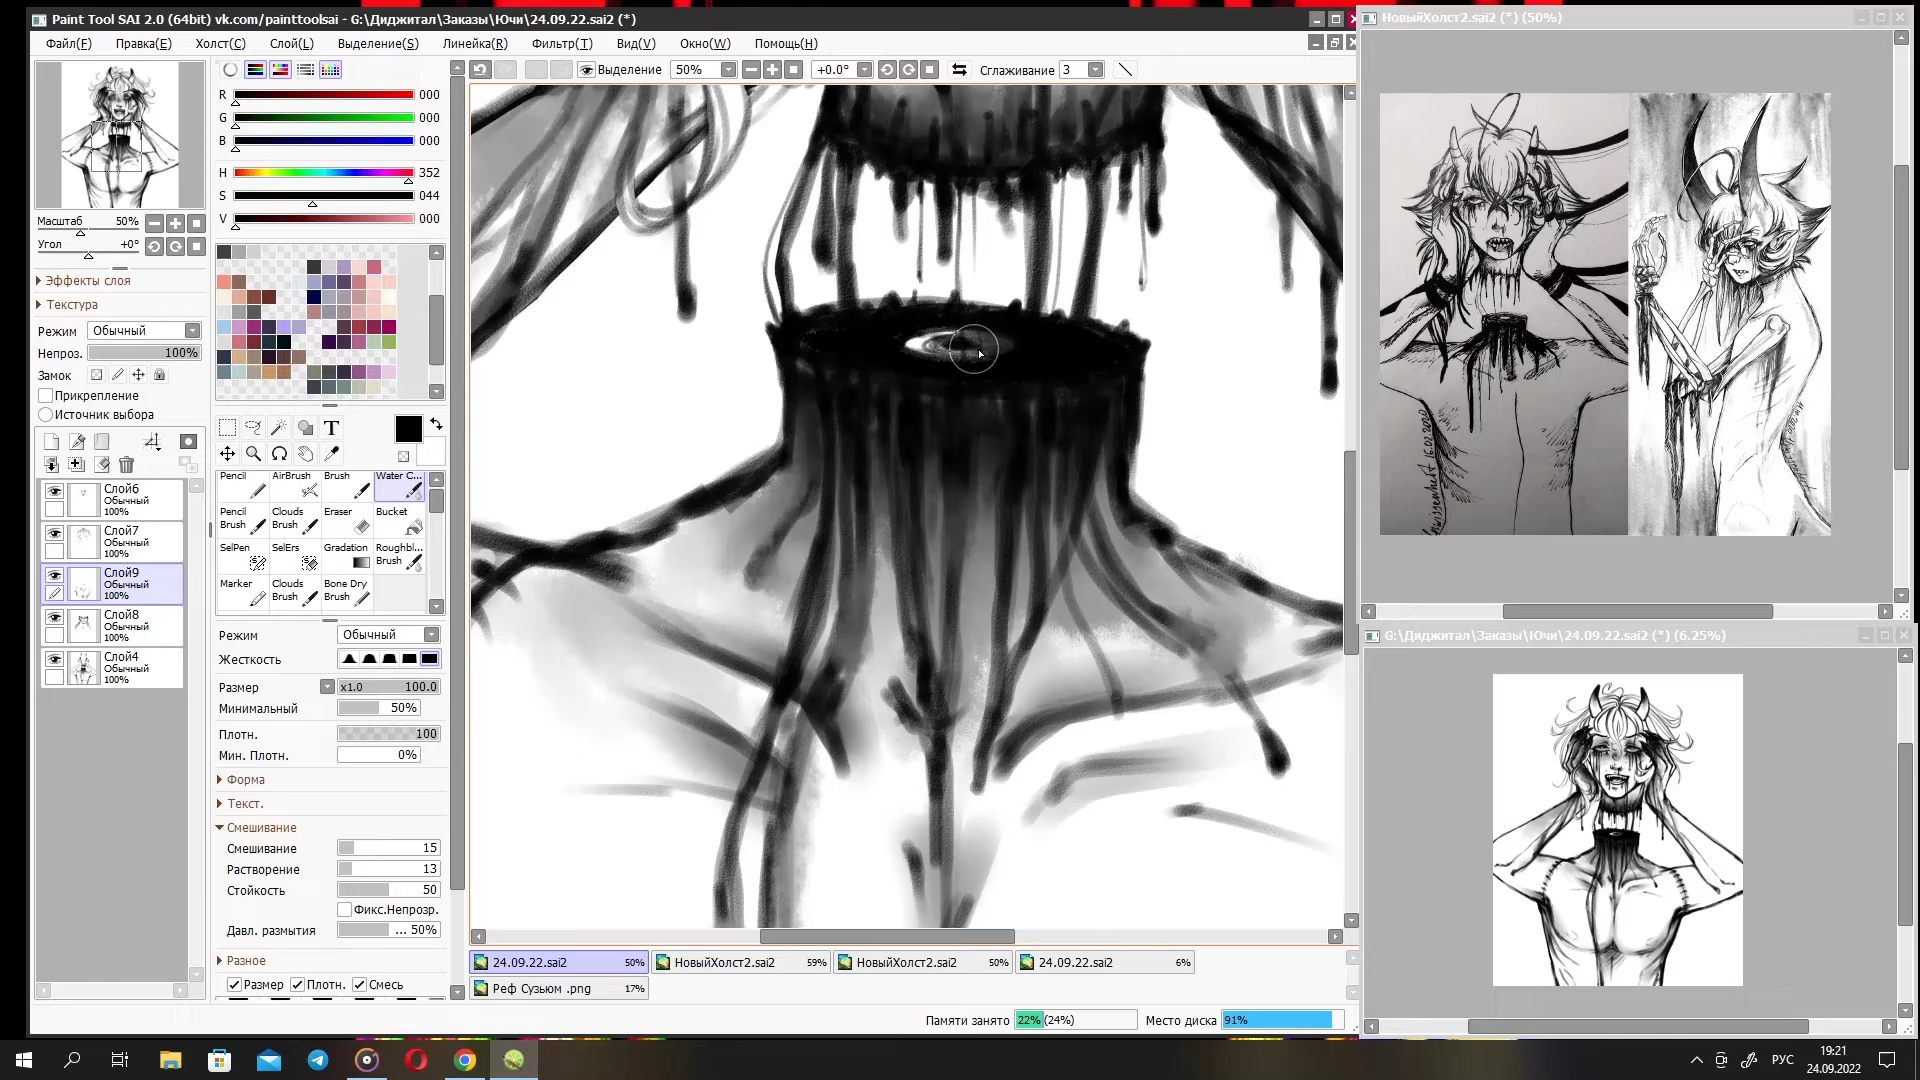 Paint Tool SAI 2.0 (64bit) vk.com/painttoolsai - G:\Диджитал\Заказы\Ючи\24.09.22.sai2 (*)
Файл(F) Правка(E) Холст(C) Слой(L) Выделение(S) Линейка(R) Фильтр(T) Вид(V) Окно(W) Помощь(H)
Выделение 50% +0.0° Сглаживание 3
R 000
G 000
B 000
H 352
S 044
V 000
Масштаб 50%
Угол +0°
Эффекты слоя
Текстура
Режим Обычный
Непроз. 100%
Замок
Прикрепление
Источник выбора
Слой6
Обычный
100%
Слой7
Обычный
100%
Слой9
Обычный
100%
Слой8
Обычный
100%
Слой4
Обычный
100%
T
Pencil AirBrush Brush Water C...
Pencil Brush Clouds Brush Eraser Bucket
SelPen SelErs Gradation Roughbl... Brush
Marker Clouds Brush Bone Dry Brush
Режим Обычный
Жесткость
Размер x1.0 100.0
Минимальный 50%
Плотн. 100
Мин. Плотн. 0%
Форма
Текст.
Смешивание
Смешивание 15
Растворение 13
Стойкость 50
Фикс.Непрозр.
Давл. размытия ... 50%
Разное
Размер Плотн. Смесь
24.09.22.sai2 50% НовыйХолст2.sai2 59% НовыйХолст2.sai2 50% 24.09.22.sai2 6%
Реф Сузьюм .png 17%
Памяти занято 22% (24%) Место диска 91%
НовыйХолст2.sai2 (*) (50%)
16.02.2020
G:\Диджитал\Заказы\Ючи\24.09.22.sai2 (*) (6.25%)
РУС
19:21
24.09.2022